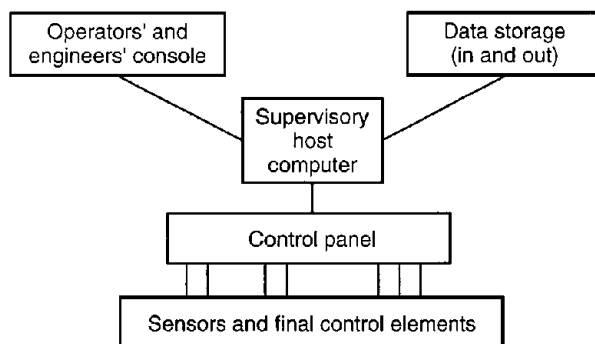 Operators' and
engineers' console
Data storage
(in and out)
Supervisory
host
computer
Control panel
Sensors and final control elements